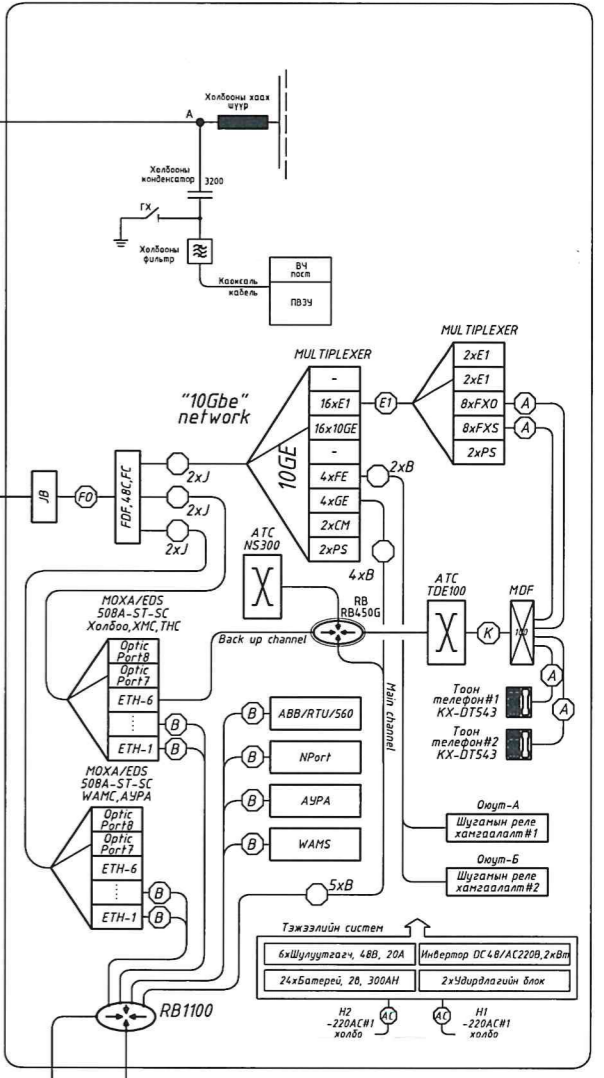 Холбооны хаах
шүүр
А
Холбооны
конденсатор
3200
ГХ
Холбооны
фильтр
Каоксаль
кабель
ВЧ
пост
ПВЗУ
MULTIPLEXER
-
16xE1
16x10GE
-
4xFE
4xGE
2xCM
2xPS
10GE
E1
MULTIPLEXER
2xE1
2xE1
8xFXO
8xFXS
2xPS
A
A
"10Gbe"
network
JB
FO
FDF,48C,FC
2xJ
2xJ
2xJ
2xB
4xB
ATC
NS300
RB
RB450G
ATC
TDE100
K
MDF
100
Back up channel
Main channel
MOXA/EDS
508A-ST-SC
Холбоо,ХМС,ТНС
Optic
Port8
Optic
Port7
ETH-6
⋮
ETH-1
B
B
MOXA/EDS
508A-ST-SC
WAMC,АУРА
Optic
Port8
Optic
Port7
ETH-6
⋮
ETH-1
B
B
B
ABB/RTU/560
B
NPort
B
АУРА
B
WAMS
5xB
RB1100
A
A
Тоон
телефон#1
KX-DT543
Тоон
телефон#2
KX-DT543
Оюут-А
Шугамын реле
хамгаалалт#1
Оюут-Б
Шугамын реле
хамгаалалт#2
Тэжээлийн систем
6xШулуутгагч, 48В, 20А
Инвертор DC48/AC220В,2кВт
24xБатерей, 2в, 300АН
2xУдирдлагийн блок
H2
-220AC#1
холбо
AC
AC
H1
-220AC#1
холбо